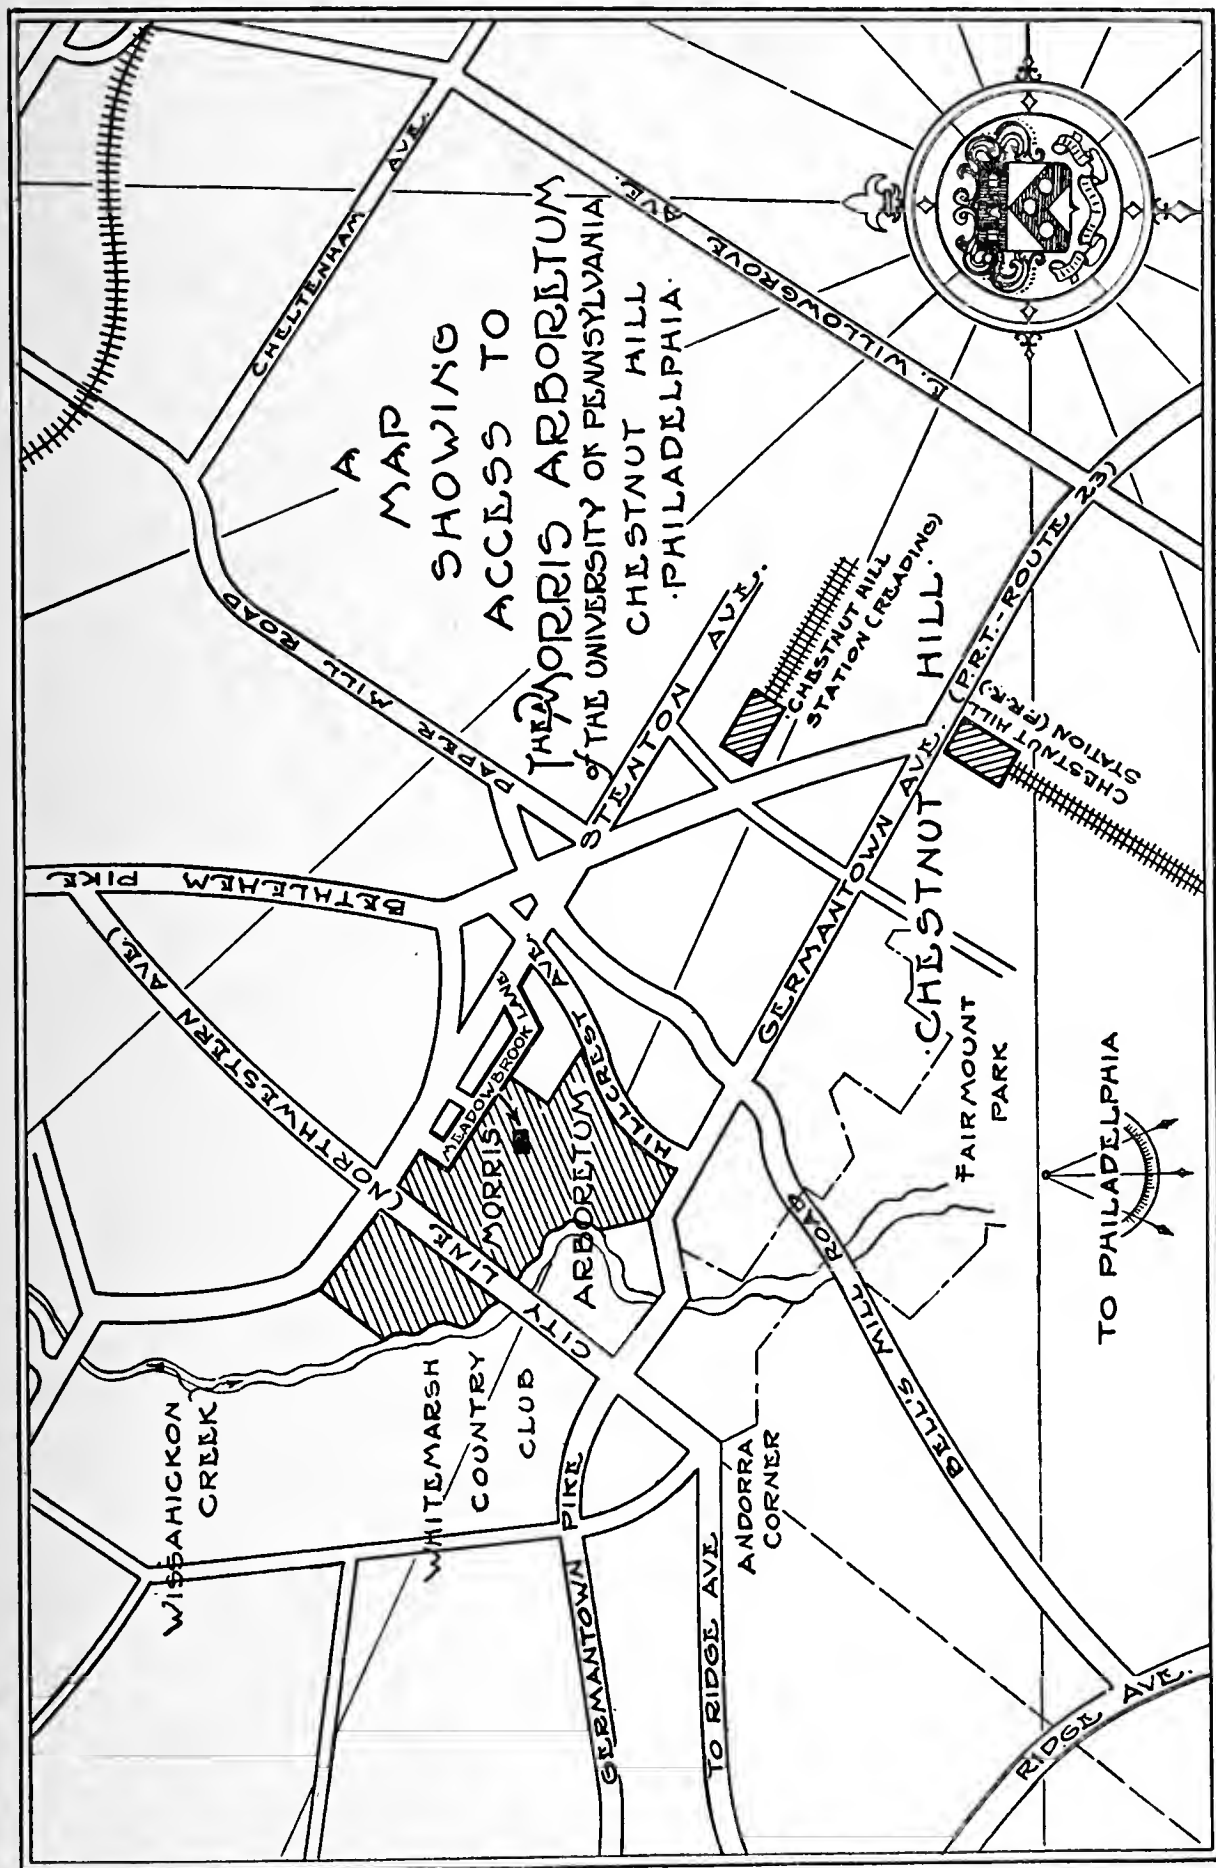 A
MAP
SHOWING
ACCESS TO
THE MORRIS ARBORETUM
of THE UNIVERSITY OF PENNSYLVANIA
CHESTNUT HILL
·PHILADELPHIA·
CHELTENHAM AVE.
E. WILLOWGROVE AVE.
PAPER MILL ROAD
STENTON AVE.
·CHESTNUT HILL
STATION (READING)
·CHESTNUT HILL·
GERMANTOWN AVE. (P.R.T.-ROUTE 23)
CHESTNUT HILL
STATION (P.R.R.)
BETHLEHEM PIKE
CITY LINE (NORTHWESTERN AVE.)
MEADOWBROOK LANE
HILLCREST AVE.
MORRIS
ARBORETUM
FAIRMOUNT
PARK
WISSAHICKON
CREEK
WHITEMARSH
COUNTRY
CLUB
GERMANTOWN PIKE
TO RIDGE AVE
ANDORRA
CORNER
BELL'S MILL ROAD
RIDGE AVE.
TO PHILADELPHIA